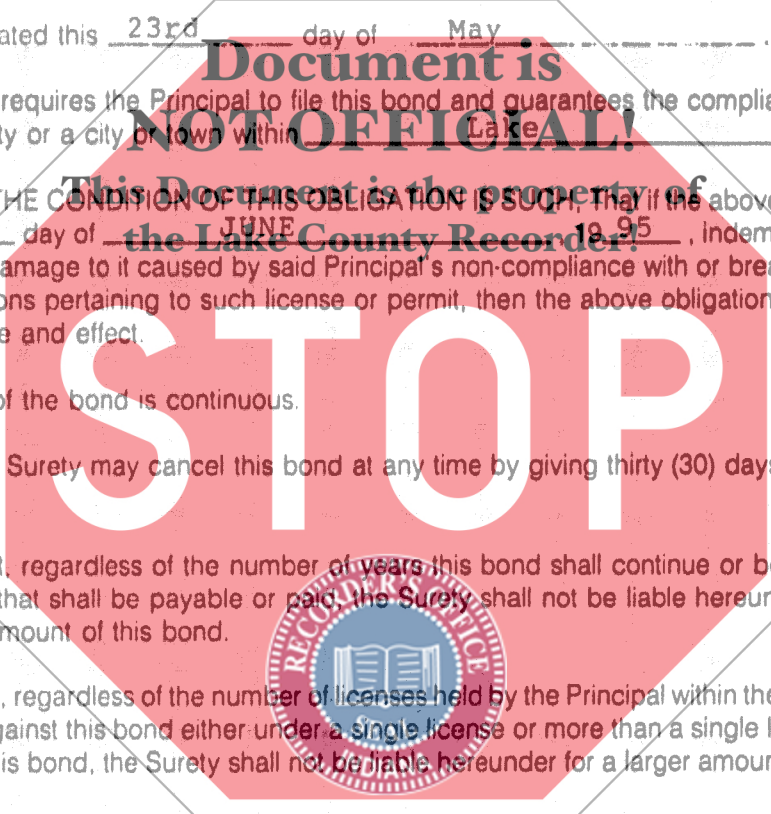 ated this 23rd day of May
Document is
requires the Principal to file this bond and guarantees the complia
NOT OFFICIAL!
ty or a city or town within Lake
This Document is the property of
HE CONDITION OF THIS OBLIGATION IS SUCH, That if the above
the Lake County Recorder!
day of JUNE 19 95 , indem
amage to it caused by said Principal's non-compliance with or brea
ons pertaining to such license or permit, then the above obligation
e and effect.
STOP
of the bond is continuous.
Surety may cancel this bond at any time by giving thirty (30) days
R, regardless of the number of years this bond shall continue or b
that shall be payable or paid, the Surety shall not be liable hereun
mount of this bond.
RECORDER'S OFFICE
SEAL
INDIANA
, regardless of the number of licenses held by the Principal within the
gainst this bond either under a single license or more than a single l
is bond, the Surety shall not be liable hereunder for a larger amoun